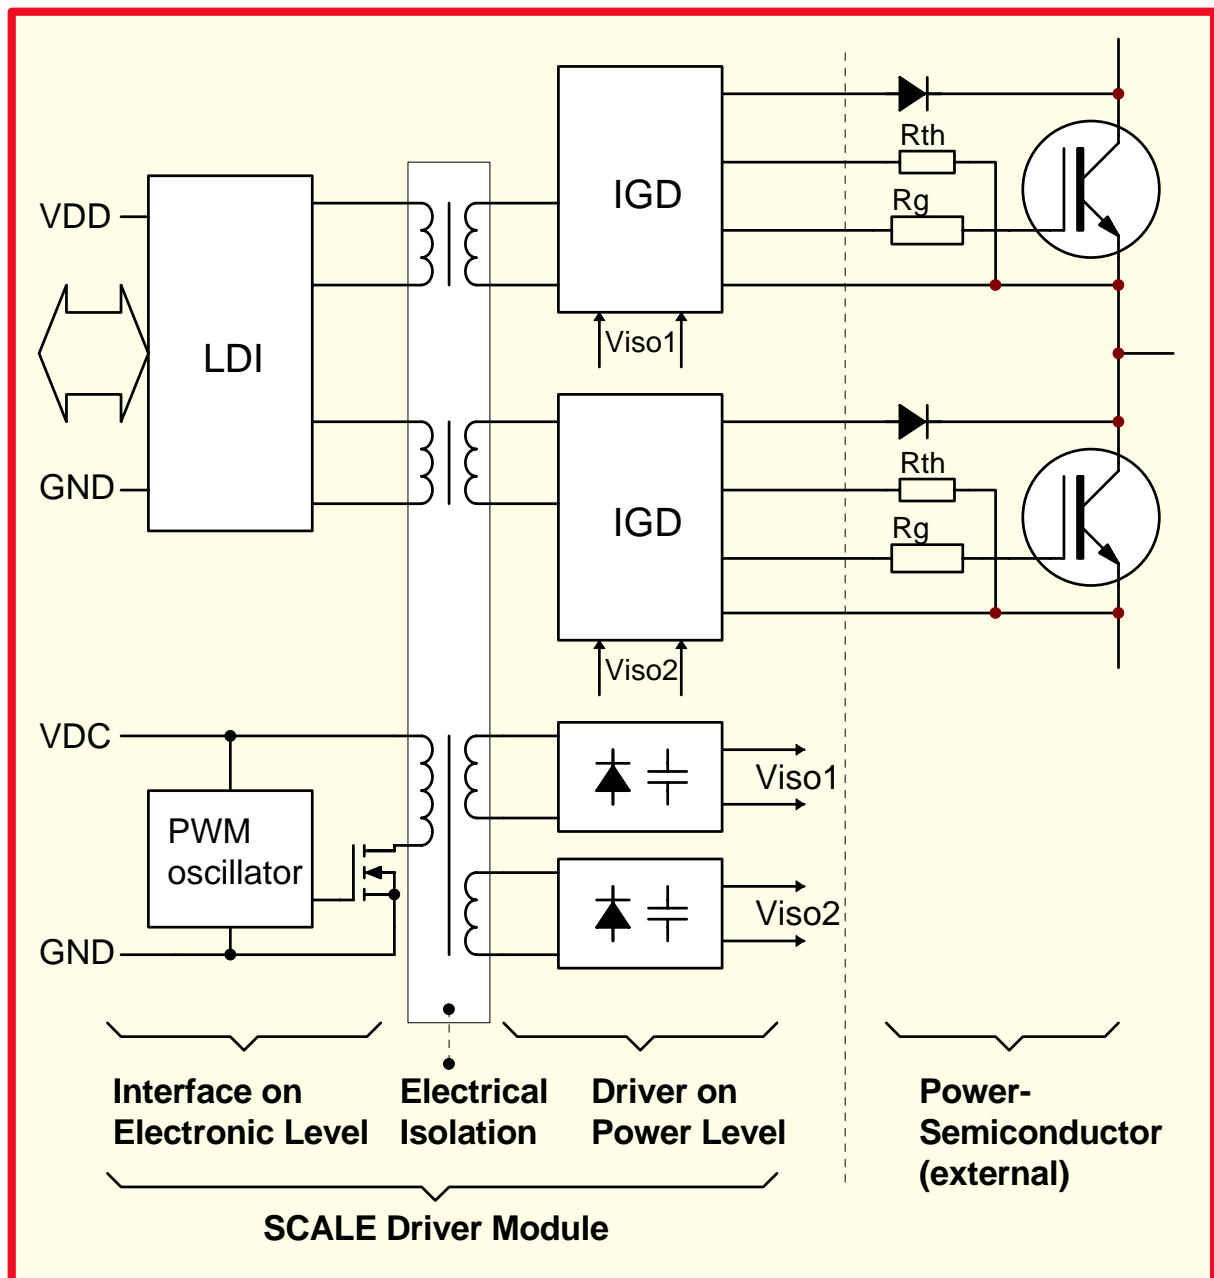 VDD
LDI
GND
IGD
Viso1
Rth
Rg
IGD
Viso2
Rth
Rg
VDC
PWM
oscillator
GND
Viso1
Viso2
Interface on
Electronic Level
Electrical
Isolation
Driver on
Power Level
Power-
Semiconductor
(external)
SCALE Driver Module